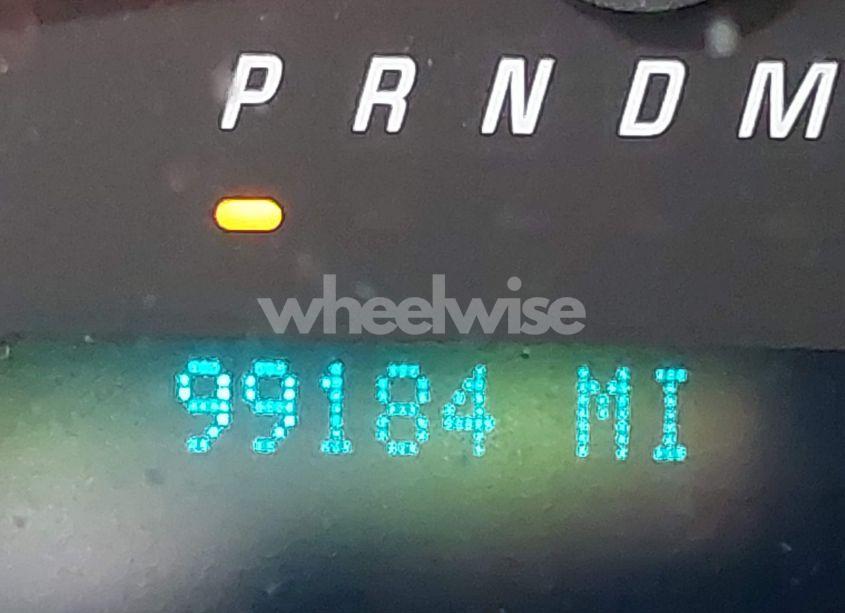 P R N D M
wheelwise
99184 MI